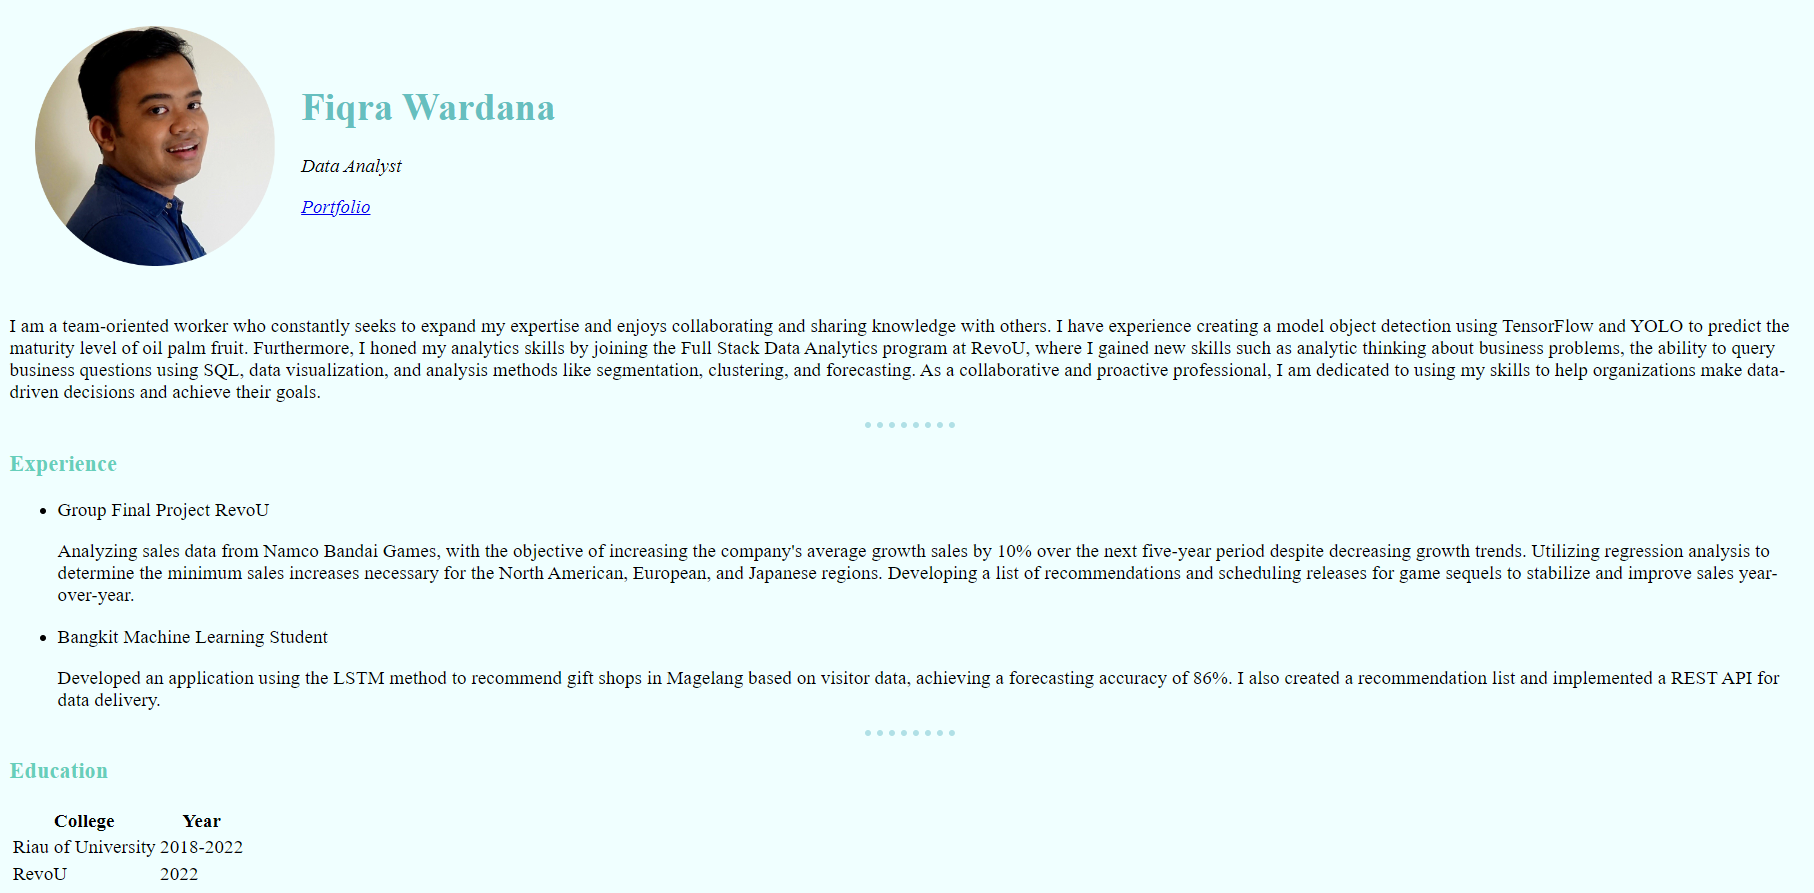 Fiqra Wardana
Data Analyst
Portfolio
I am a team-oriented worker who constantly seeks to expand my expertise and enjoys collaborating and sharing knowledge with others. I have experience creating a model object detection using TensorFlow and YOLO to predict the
maturity level of oil palm fruit. Furthermore, I honed my analytics skills by joining the Full Stack Data Analytics program at RevoU, where I gained new skills such as analytic thinking about business problems, the ability to query
business questions using SQL, data visualization, and analysis methods like segmentation, clustering, and forecasting. As a collaborative and proactive professional, I am dedicated to using my skills to help organizations make data-
driven decisions and achieve their goals.
Experience
Group Final Project RevoU
Analyzing sales data from Namco Bandai Games, with the objective of increasing the company's average growth sales by 10% over the next five-year period despite decreasing growth trends. Utilizing regression analysis to
determine the minimum sales increases necessary for the North American, European, and Japanese regions. Developing a list of recommendations and scheduling releases for game sequels to stabilize and improve sales year-
over-year.
Bangkit Machine Learning Student
Developed an application using the LSTM method to recommend gift shops in Magelang based on visitor data, achieving a forecasting accuracy of 86%. I also created a recommendation list and implemented a REST API for
data delivery.
Education
College Year
Riau of University 2018-2022
RevoU 2022